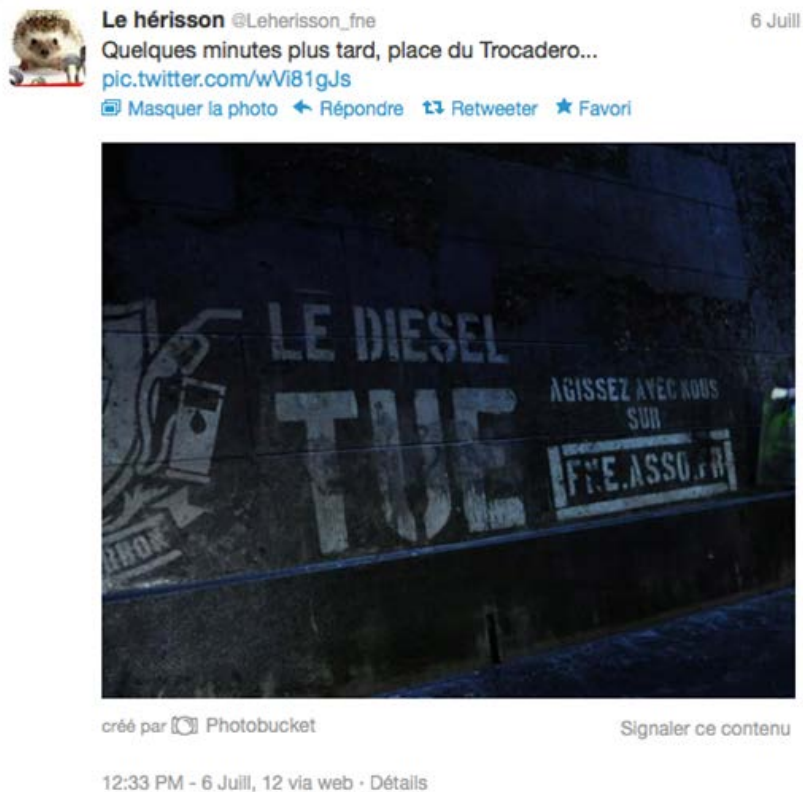 Le hérisson @Leherisson_fne 6 Juill
Quelques minutes plus tard, place du Trocadero...
pic.twitter.com/wVi81gJs
Masquer la photo Répondre Retweeter Favori
LE DIESEL
TUE
AGISSEZ AVEC NOUS
SUR
FNE.ASSO.FR
créé par Photobucket Signaler ce contenu
12:33 PM - 6 Juill, 12 via web · Détails